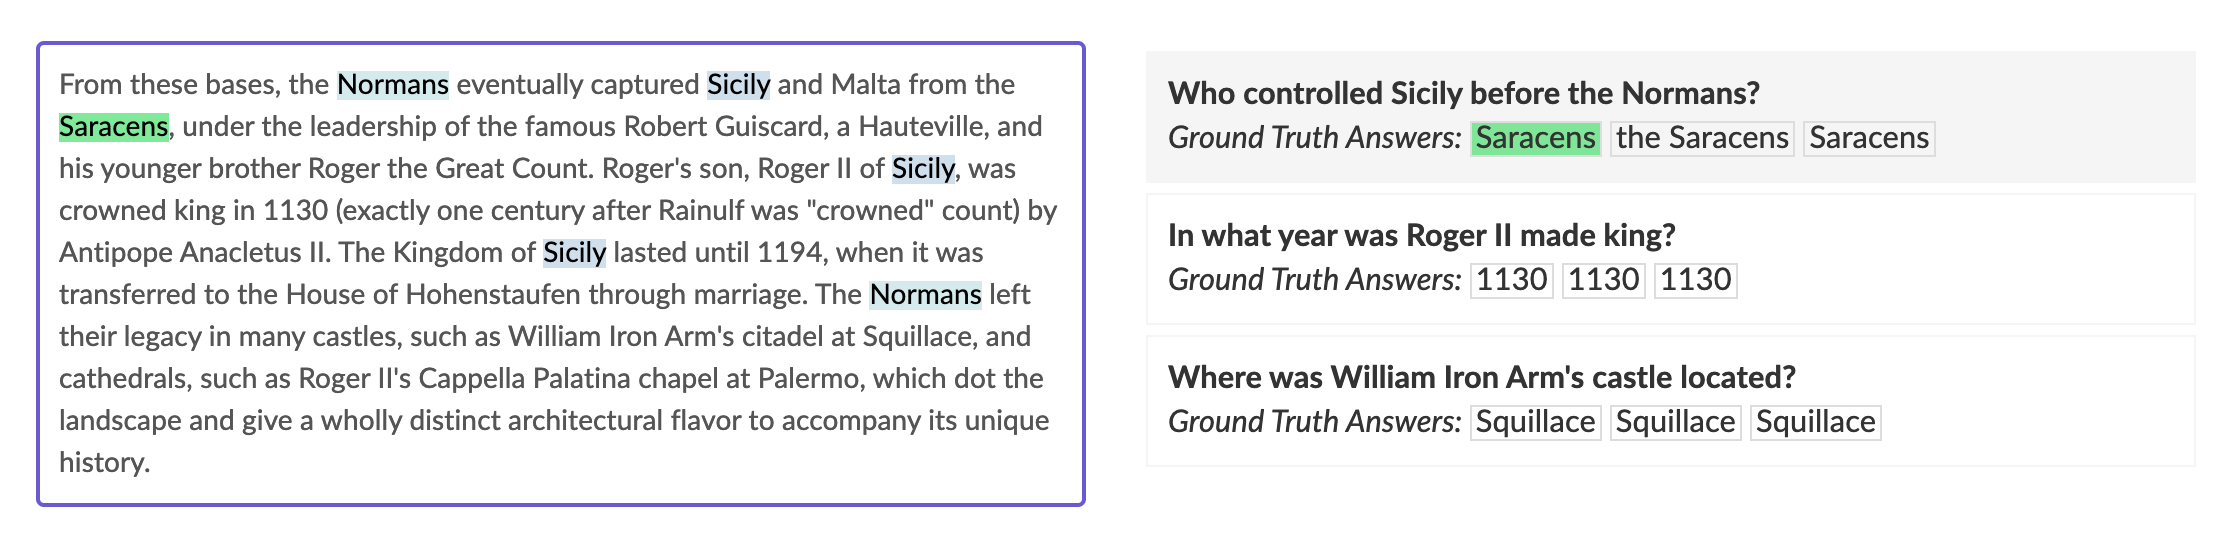 From these bases, the Normans eventually captured Sicily and Malta from the
Saracens, under the leadership of the famous Robert Guiscard, a Hauteville, and
his younger brother Roger the Great Count. Roger's son, Roger II of Sicily, was
crowned king in 1130 (exactly one century after Rainulf was "crowned" count) by
Antipope Anacletus II. The Kingdom of Sicily lasted until 1194, when it was
transferred to the House of Hohenstaufen through marriage. The Normans left
their legacy in many castles, such as William Iron Arm's citadel at Squillace, and
cathedrals, such as Roger II's Cappella Palatina chapel at Palermo, which dot the
landscape and give a wholly distinct architectural flavor to accompany its unique
history.
Who controlled Sicily before the Normans?
Ground Truth Answers: Saracens the Saracens Saracens
In what year was Roger II made king?
Ground Truth Answers: 1130 1130 1130
Where was William Iron Arm's castle located?
Ground Truth Answers: Squillace Squillace Squillace